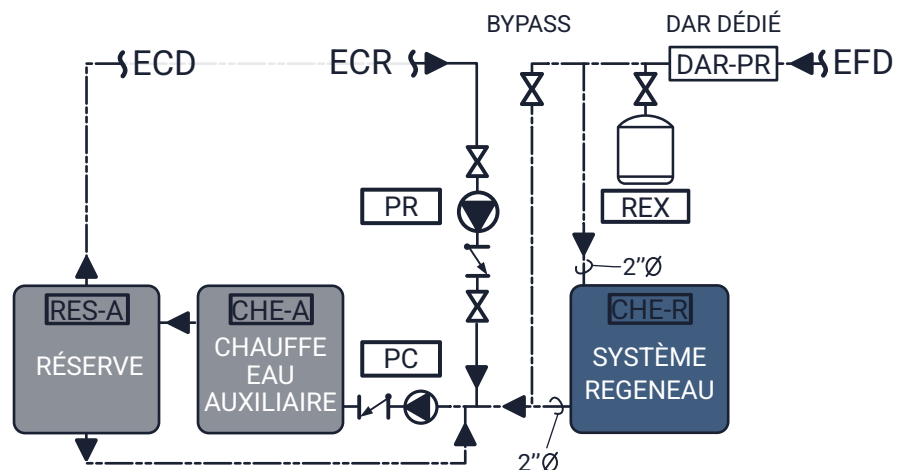 BYPASS
DAR DÉDIÉ
ECD
ECR
DAR-PR
EFD
PR
REX
2’’Ø
RES-A
RÉSERVE
CHE-A
CHAUFFE
EAU
AUXILIAIRE
PC
CHE-R
SYSTÈME
REGENEAU
2’’Ø